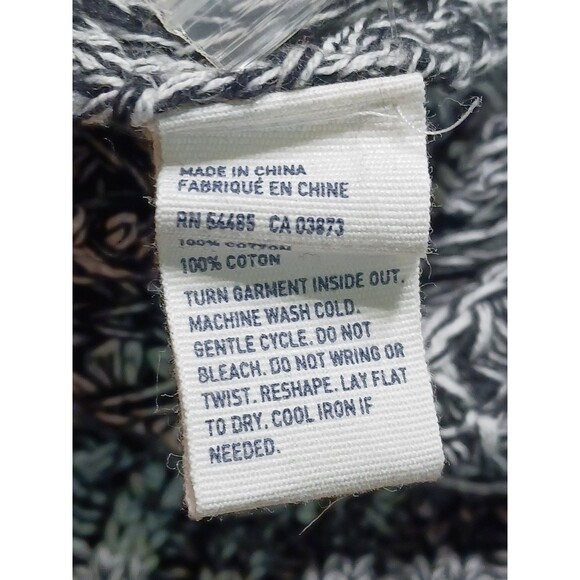 MADE IN CHINA
FABRIQUÉ EN CHINE
RN 54485 CA 03873
100% COTTON
100% COTON
TURN GARMENT INSIDE OUT.
MACHINE WASH COLD.
GENTLE CYCLE. DO NOT
BLEACH. DO NOT WRING OR
TWIST. RESHAPE. LAY FLAT
TO DRY. COOL IRON IF
NEEDED.